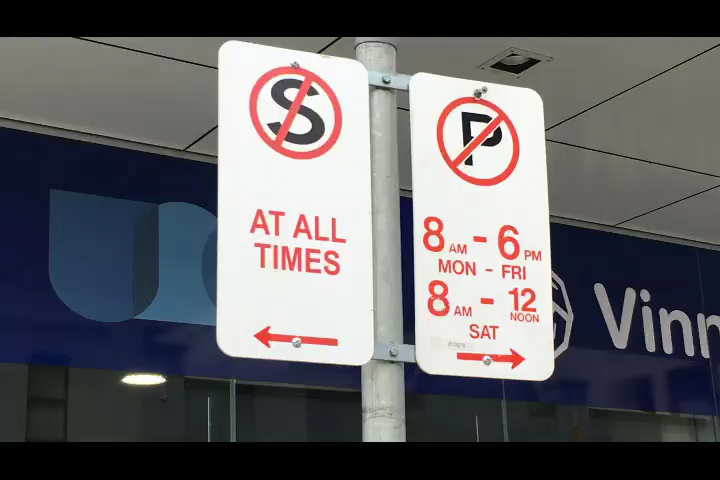 S
AT ALL
TIMES
P
8 AM - 6 PM
MON - FRI
8 AM - 12 NOON
SAT
Vinn